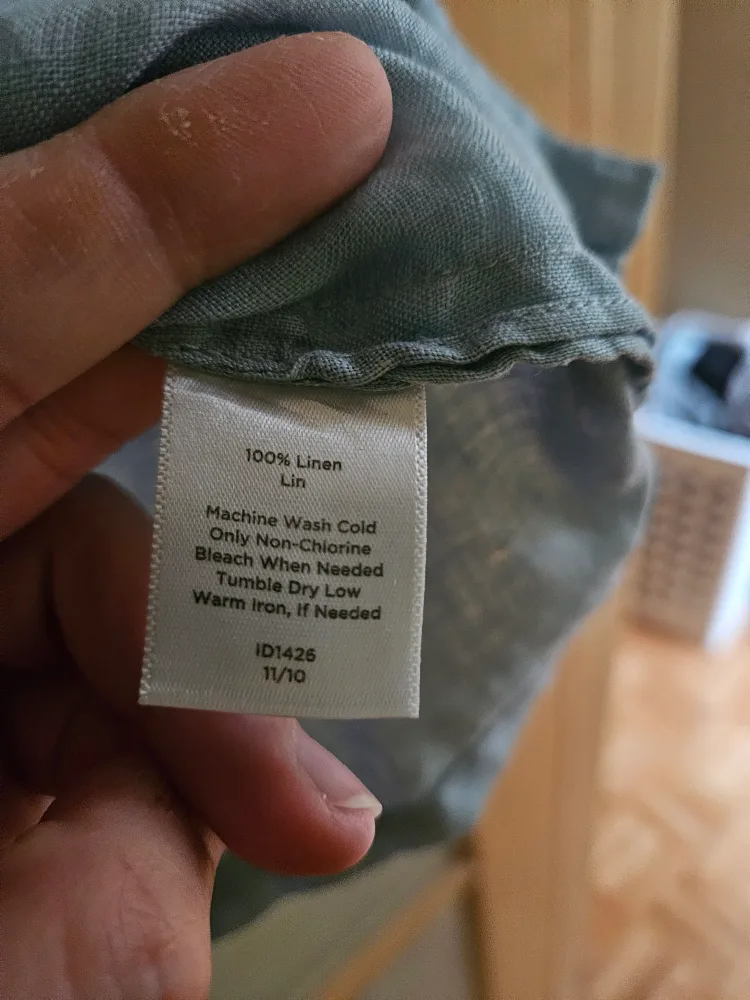 100% Linen
Lin
Machine Wash Cold
Only Non-Chlorine
Bleach When Needed
Tumble Dry Low
Warm Iron, If Needed
ID1426
11/10